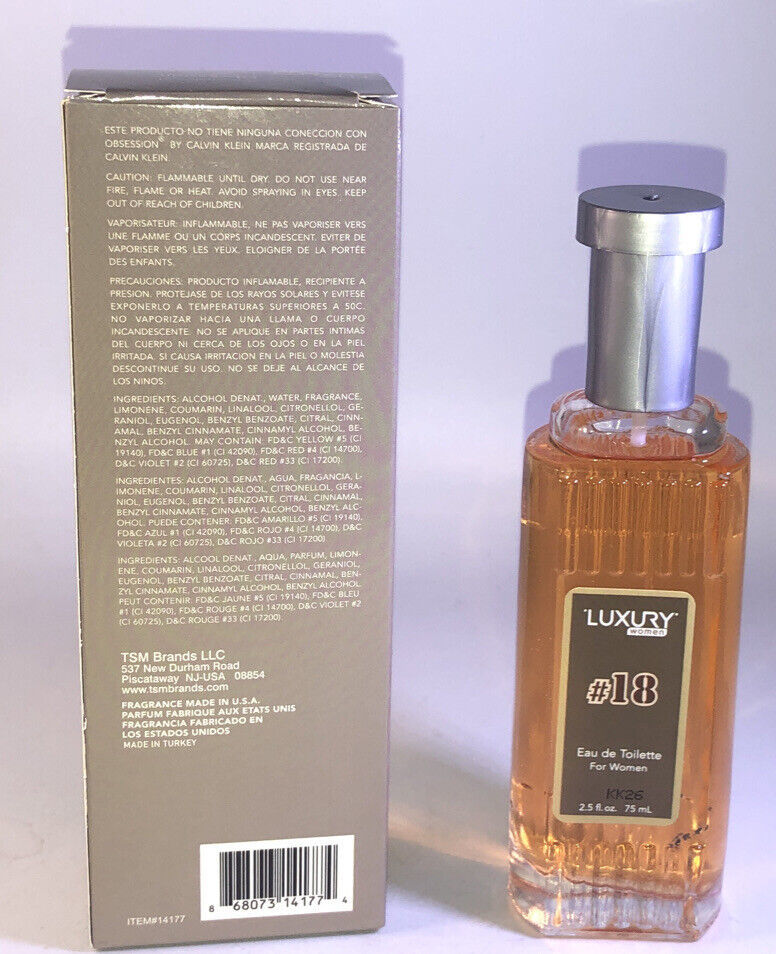 ESTE PRODUCTO NO TIENE NINGUNA CONECCION CON
OBSESSION® BY CALVIN KLEIN MARCA REGISTRADA DE
CALVIN KLEIN.
CAUTION: FLAMMABLE UNTIL DRY. DO NOT USE NEAR
FIRE, FLAME OR HEAT. AVOID SPRAYING IN EYES. KEEP
OUT OF REACH OF CHILDREN.
VAPORISATEUR: INFLAMMABLE, NE PAS VAPORISER VERS
UNE FLAMME OU UN CORPS INCANDESCENT. EVITER DE
VAPORISER VERS LES YEUX. ELOIGNER DE LA PORTÉE
DES ENFANTS.
PRECAUCIONES: PRODUCTO INFLAMABLE, RECIPIENTE A
PRESION. PROTEJASE DE LOS RAYOS SOLARES Y EVITESE
EXPONERLO A TEMPERATURAS SUPERIORES A 50C.
NO VAPORIZAR HACIA UNA LLAMA O CUERPO
INCANDESCENTE. NO SE APLIQUE EN PARTES INTIMAS
DEL CUERPO NI CERCA DE LOS OJOS O EN LA PIEL
IRRITADA. SI CAUSA IRRITACION EN LA PIEL O MOLESTIA
DESCONTINUE SU USO. NO SE DEJE AL ALCANCE DE
LOS NINOS.
INGREDIENTS: ALCOHOL DENAT., WATER, FRAGRANCE,
LIMONENE, COUMARIN, LINALOOL, CITRONELLOL, GE-
RANIOL, EUGENOL, BENZYL BENZOATE, CITRAL, CINN-
AMAL, BENZYL CINNAMATE, CINNAMYL ALCOHOL, BE-
NZYL ALCOHOL. MAY CONTAIN: FD&C YELLOW #5 (CI
19140), FD&C BLUE #1 (CI 42090), FD&C RED #4 (CI 14700),
D&C VIOLET #2 (CI 60725), D&C RED #33 (CI 17200).
INGREDIENTES: ALCOHOL DENAT., AGUA, FRAGANCIA, L-
IMONENE, COUMARIN, LINALOOL, CITRONELLOL, GERA-
NIOL, EUGENOL, BENZYL BENZOATE, CITRAL, CINNAMAL,
BENZYL CINNAMATE, CINNAMYL ALCOHOL, BENZYL ALC-
OHOL, PUEDE CONTENER: FD&C AMARILLO #5 (CI 19140),
FD&C AZUL #1 (CI 42090), FD&C ROJO #4 (CI 14700), D&C
VIOLETA #2 (CI 60725), D&C ROJO #33 (CI 17200)
INGREDIENTS: ALCOOL DENAT., AQUA, PARFUM, LIMON-
ENE, COUMARIN, LINALOOL, CITRONELLOL, GERANIOL,
EUGENOL, BENZYL BENZOATE, CITRAL, CINNAMAL, BEN-
ZYL CINNAMATE, CINNAMYL ALCOHOL, BENZYL ALCOHOL
PEUT CONTENIR: FD&C JAUNE #5 (CI 19140), FD&C BLEU
#1 (CI 42090), FD&C ROUGE #4 (CI 14700), D&C VIOLET #2
(CI 60725), D&C ROUGE #33 (CI 17200).
TSM Brands LLC
537 New Durham Road
Piscataway NJ-USA 08854
www.tsmbrands.com
FRAGRANCE MADE IN U.S.A.
PARFUM FABRIQUE AUX ETATS UNIS
FRAGRANCIA FABRICADO EN
LOS ESTADOS UNIDOS
MADE IN TURKEY
8 68073 14177 4
ITEM#14177
LUXURY
women
#18
Eau de Toilette
For Women
KK26
2.5 fl.oz. 75 mL